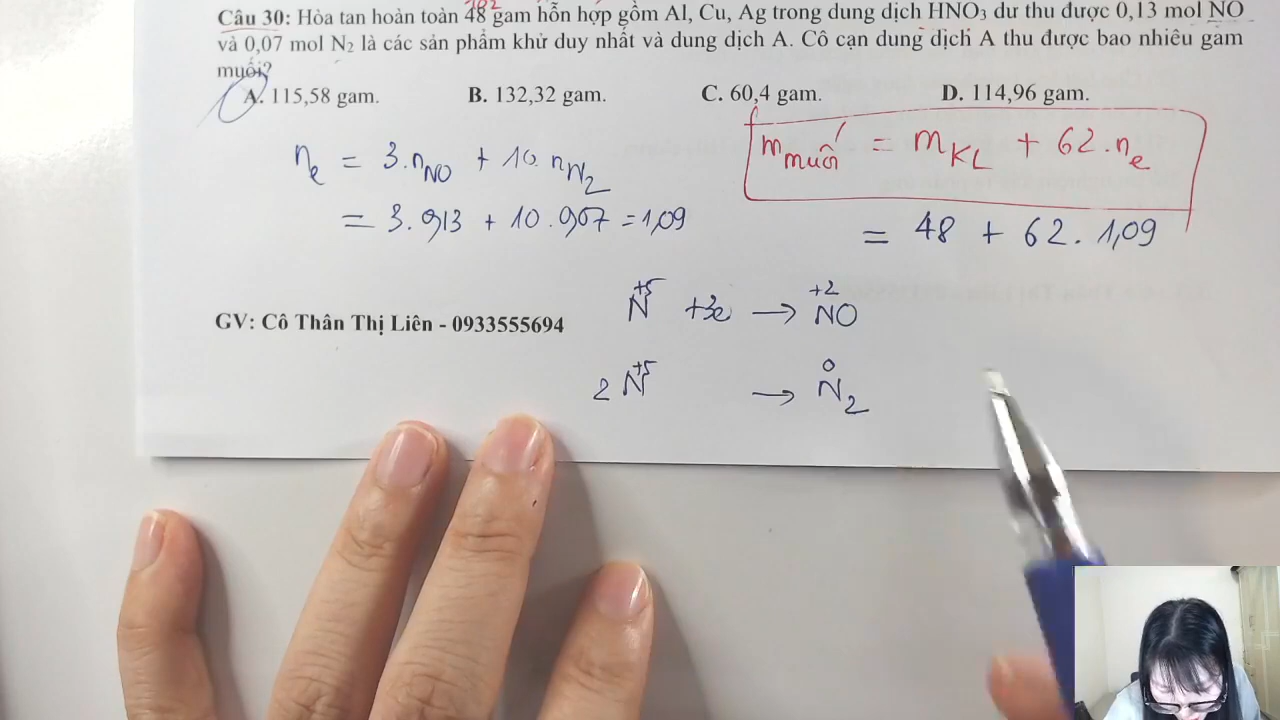 Câu 30: Hòa tan hoàn toàn 48 gam hỗn hợp gồm Al, Cu, Ag trong dung dịch HNO₃ dư thu được 0,13 mol NO
và 0,07 mol N₂ là các sản phẩm khử duy nhất và dung dịch A. Cô cạn dung dịch A thu được bao nhiêu gam
muối?
A. 115,58 gam. B. 132,32 gam. C. 60,4 gam. D. 114,96 gam.
m muối = m KL + 62.nₑ
nₑ = 3.n NO + 10.n N₂
= 3.0,13 + 10.0,07 = 1,09
= 48 + 62.1,09
+5 +2
N +3e → NO
GV: Cô Thân Thị Liên - 0933555694
+5 0
2N → N₂